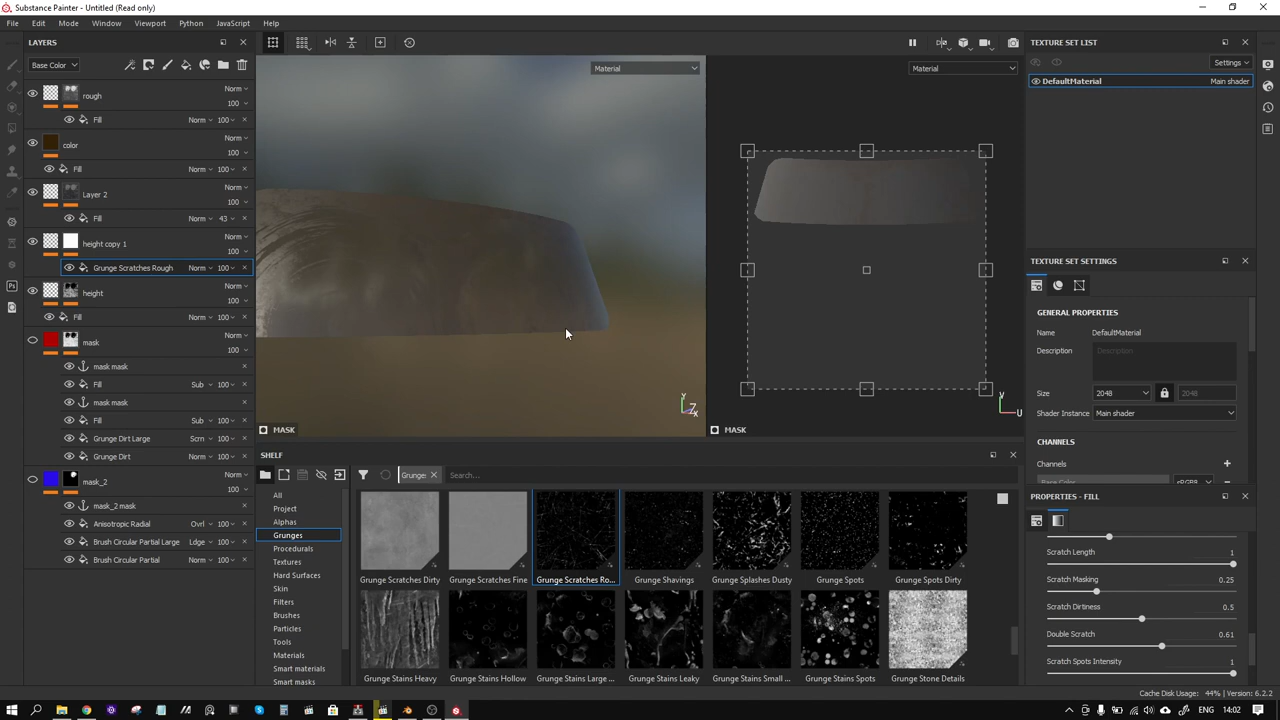 Substance Painter - Untitled (Read only)
File Edit Mode Window Viewport Python JavaScript Help
LAYERS
Base Color
rough Norm 100
Fill Norm 100
color Norm 100
Fill Norm 100
Layer 2 Norm 100
Fill Norm 43
height copy 1 Norm 100
Grunge Scratches Rough Norm 100
height Norm 100
Fill Norm 100
mask Norm 100
mask mask
Fill Sub 100
mask mask
Fill Sub 100
Grunge Dirt Large Scrn 100
Grunge Dirt Norm 100
mask_2 Norm 100
mask_2 mask
Anisotropic Radial Ovrl 100
Brush Circular Partial Large Ldge 100
Brush Circular Partial Norm 100
Material
Material
MASK
MASK
Y
Z
X
V
U
SHELF
Grunge
Search...
All
Project
Alphas
Grunges
Procedurals
Textures
Hard Surfaces
Skin
Filters
Brushes
Particles
Tools
Materials
Smart materials
Smart masks
Grunge Scratches Dirty
Grunge Scratches Fine
Grunge Scratches Ro...
Grunge Shavings
Grunge Splashes Dusty
Grunge Spots
Grunge Spots Dirty
Grunge Stains Heavy
Grunge Stains Hollow
Grunge Stains Large ...
Grunge Stains Leaky
Grunge Stains Small ...
Grunge Stains Spots
Grunge Stone Details
TEXTURE SET LIST
Settings
DefaultMaterial Main shader
TEXTURE SET SETTINGS
GENERAL PROPERTIES
Name DefaultMaterial
Description Description
Size 2048 2048
Shader Instance Main shader
CHANNELS
Channels
Base Color sRGB8 Norm
PROPERTIES - FILL
Scratch Length 1
Scratch Masking 0.25
Scratch Dirtiness 0.5
Double Scratch 0.61
Scratch Spots Intensity 1
Cache Disk Usage: 44% | Version: 6.2.2
ENG 14:02